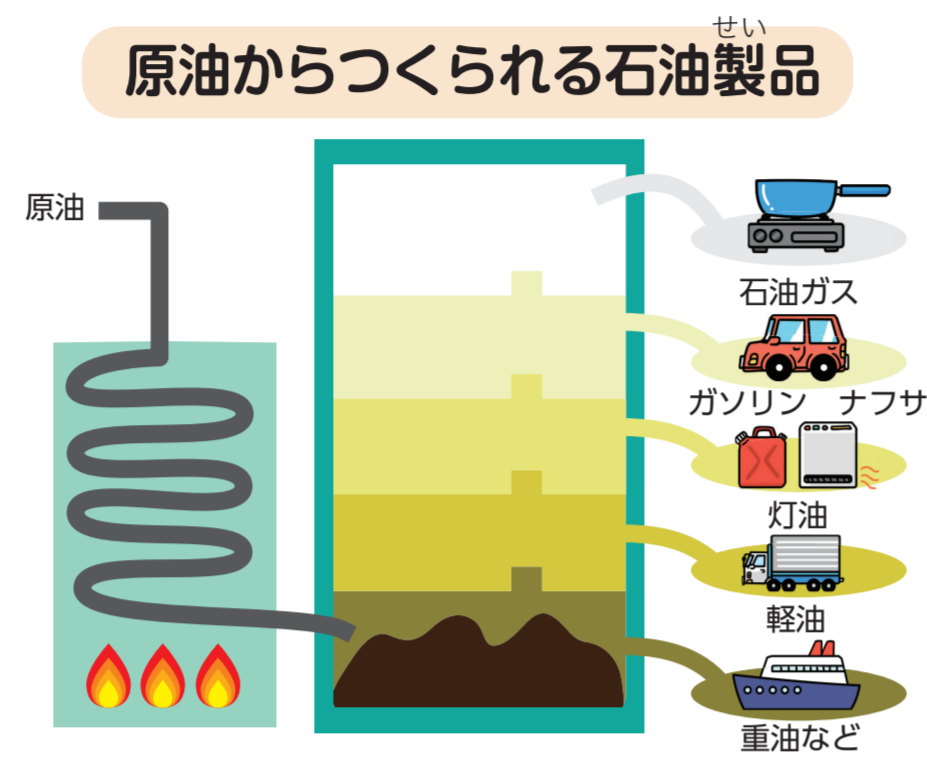 せい
原油からつくられる石油製品
原油
石油ガス
ガソリン　ナフサ
灯油
軽油
重油など